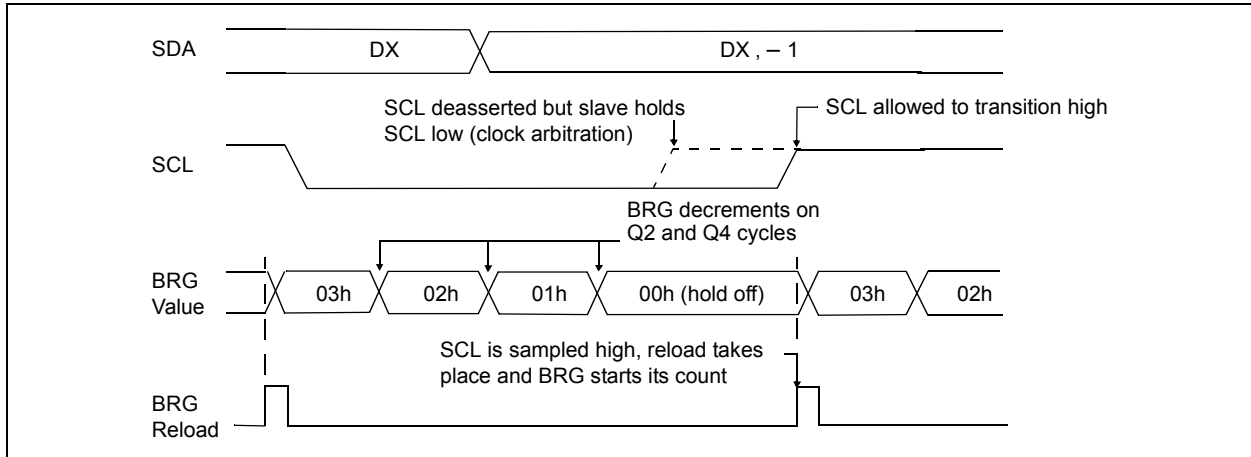 SDA
DX
DX , – 1
SCL deasserted but slave holds
SCL low (clock arbitration)
SCL allowed to transition high
SCL
BRG decrements on
Q2 and Q4 cycles
BRG
Value
03h
02h
01h
00h (hold off)
03h
02h
SCL is sampled high, reload takes
place and BRG starts its count
BRG
Reload